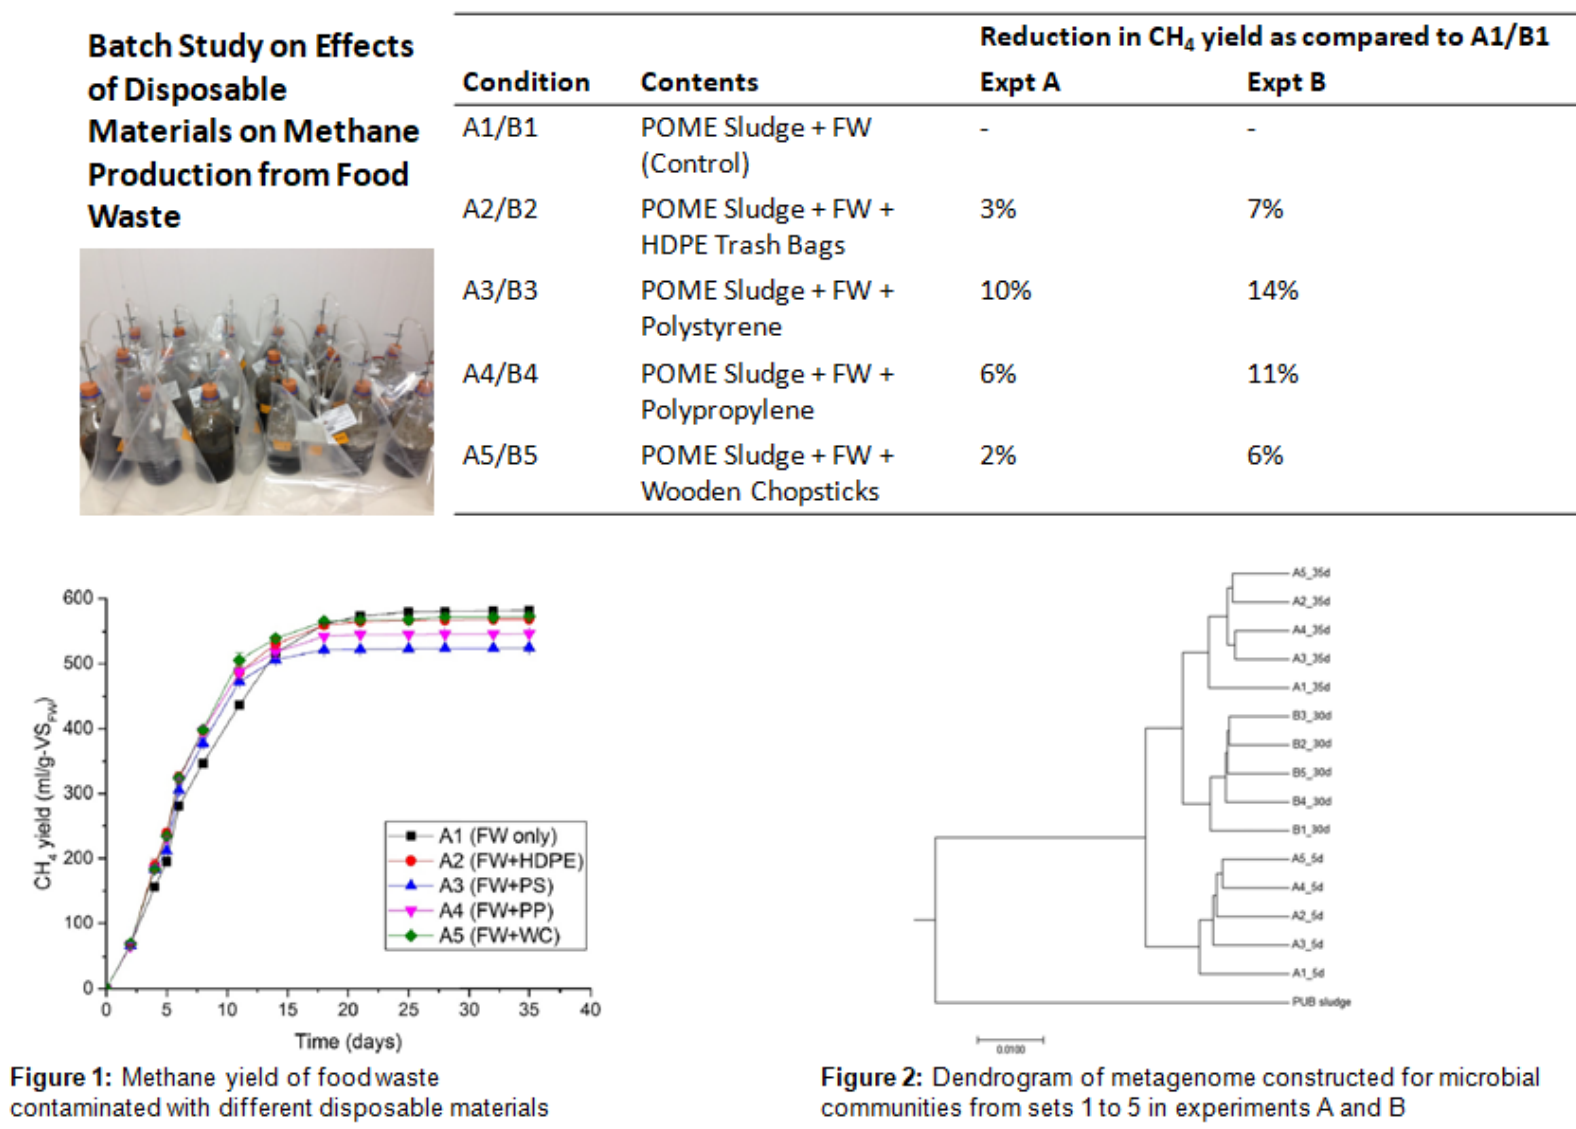 Batch Study on Effects
of Disposable
Materials on Methane
Production from Food
Waste
Reduction in CH₄ yield as compared to A1/B1
Condition Contents Expt A Expt B
A1/B1 POME Sludge + FW - -
(Control)
A2/B2 POME Sludge + FW + 3% 7%
HDPE Trash Bags
A3/B3 POME Sludge + FW + 10% 14%
Polystyrene
A4/B4 POME Sludge + FW + 6% 11%
Polypropylene
A5/B5 POME Sludge + FW + 2% 6%
Wooden Chopsticks
600
500
400
300
200
100
0
CH₄ yield (ml/g-VS_FW)
A1 (FW only)
A2 (FW+HDPE)
A3 (FW+PS)
A4 (FW+PP)
A5 (FW+WC)
0 5 10 15 20 25 30 35 40
Time (days)
Figure 1: Methane yield of food waste
contaminated with different disposable materials
A5_35d
A2_35d
A4_35d
A3_35d
A1_35d
B3_30d
B2_30d
B5_30d
B4_30d
B1_30d
A5_5d
A4_5d
A2_5d
A3_5d
A1_5d
PUB sludge
0.0100
Figure 2: Dendrogram of metagenome constructed for microbial
communities from sets 1 to 5 in experiments A and B